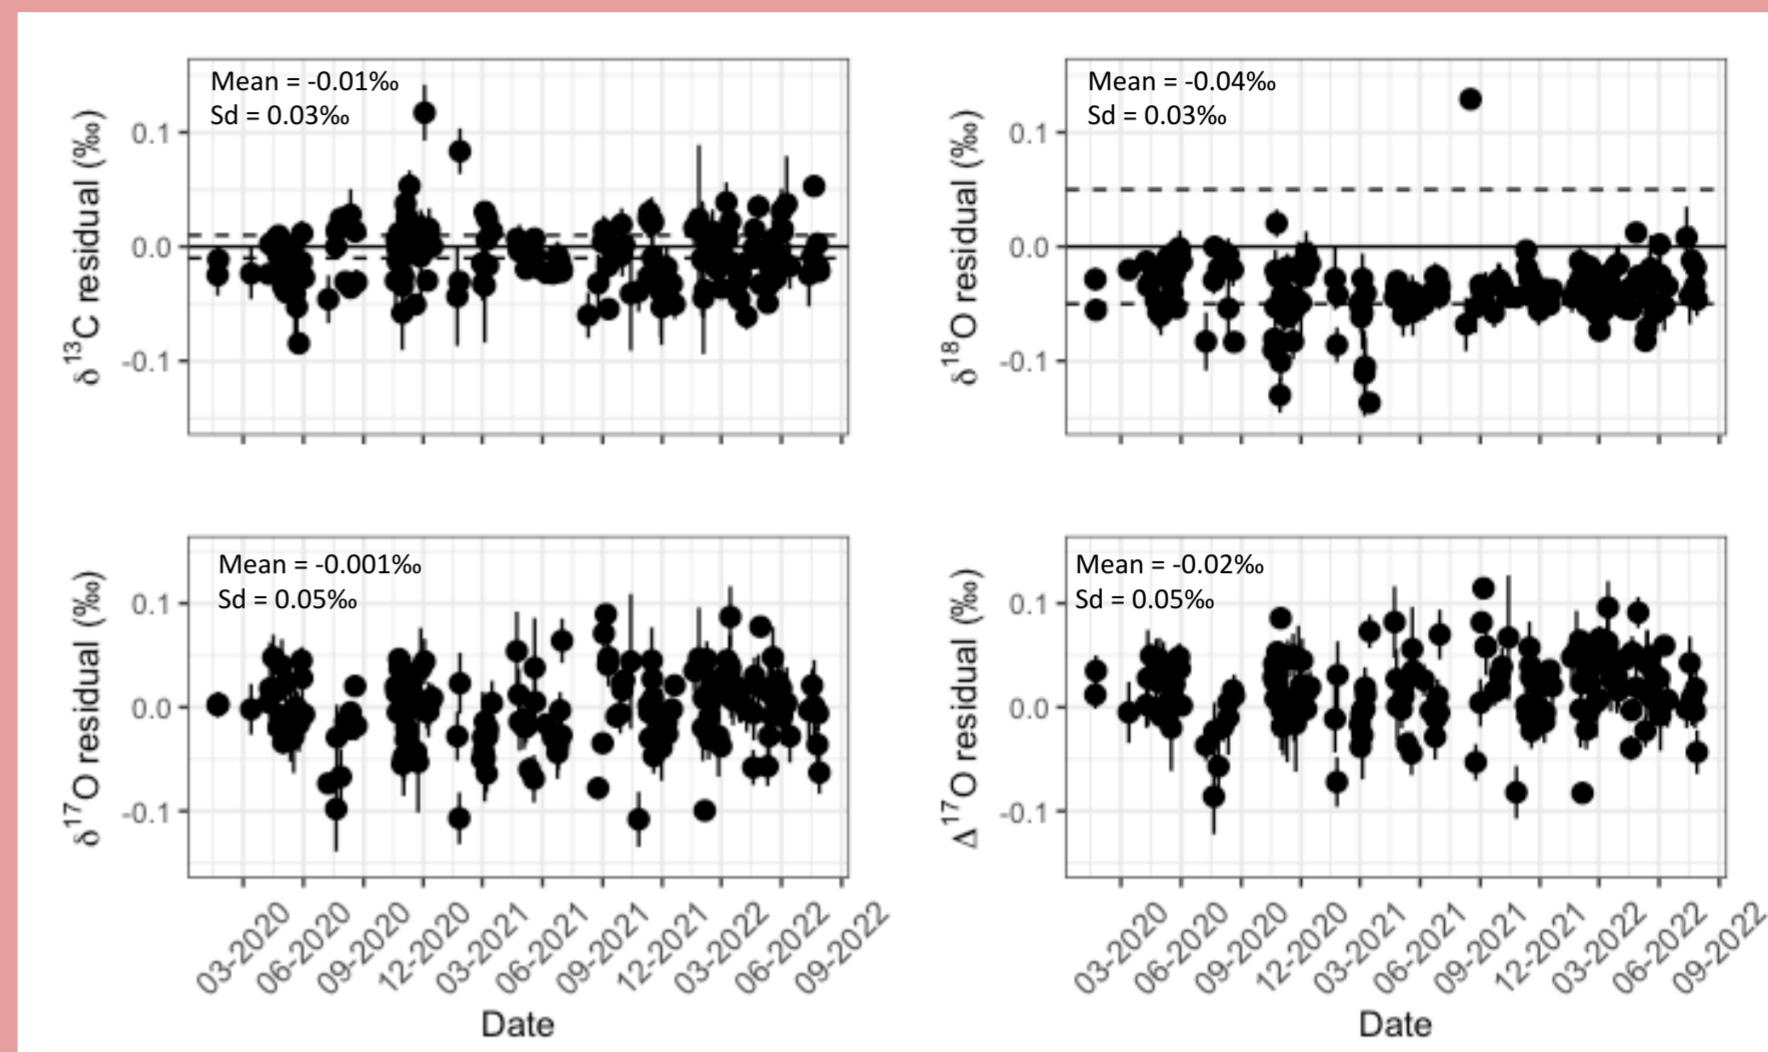 Mean = -0.01‰
Sd = 0.03‰
δ¹³C residual (‰)
0.1
0.0
-0.1
Mean = -0.04‰
Sd = 0.03‰
δ¹⁸O residual (‰)
0.1
0.0
-0.1
Mean = -0.001‰
Sd = 0.05‰
δ¹⁷O residual (‰)
0.1
0.0
-0.1
03-2020
06-2020
09-2020
12-2020
03-2021
06-2021
09-2021
12-2021
03-2022
06-2022
09-2022
Date
Mean = -0.02‰
Sd = 0.05‰
Δ¹⁷O residual (‰)
0.1
0.0
-0.1
03-2020
06-2020
09-2020
12-2020
03-2021
06-2021
09-2021
12-2021
03-2022
06-2022
09-2022
Date